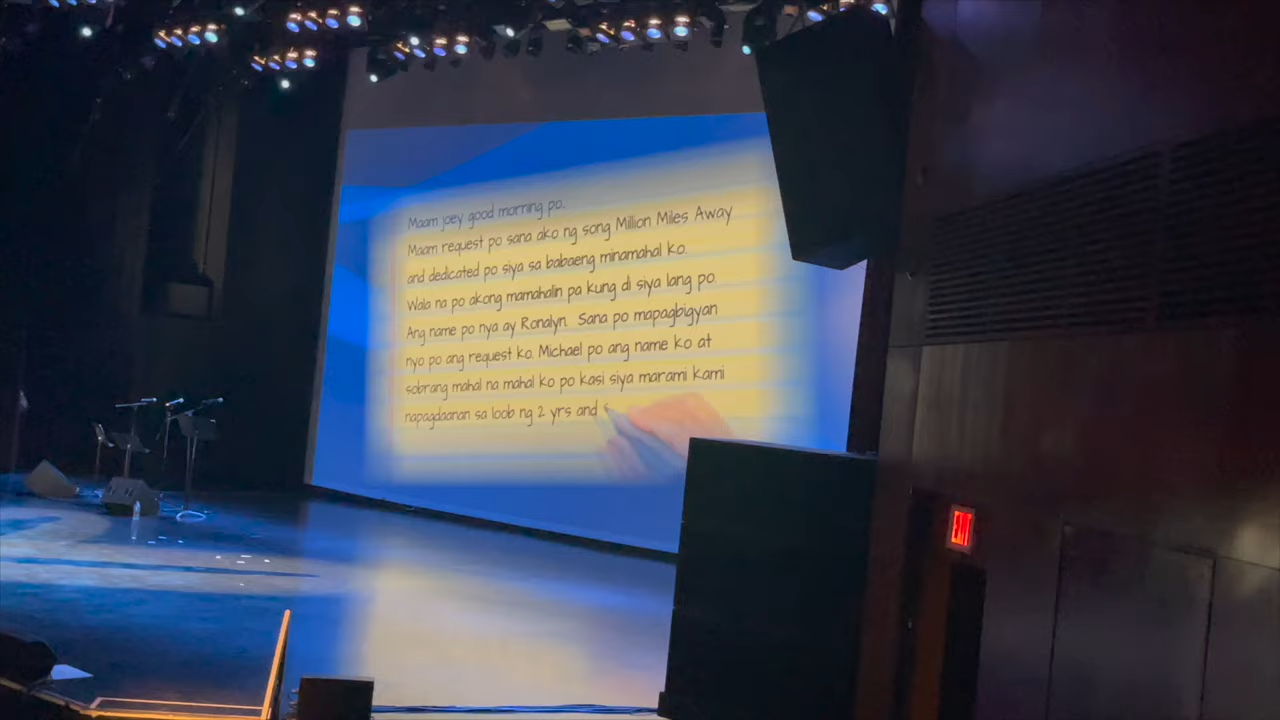 Maam joey good morning po.
Maam request po sana ako ng song Million Miles Away
and dedicated po siya sa babaeng minamahal ko.
Wala na po akong mamahalin pa kung di siya lang po.
Ang name po nya ay Ronalyn. Sana po mapagbigyan
nyo po ang request ko. Michael po ang name ko at
sobrang mahal na mahal ko po kasi siya marami kami
napagdaanan sa loob ng 2 yrs and s
EXIT